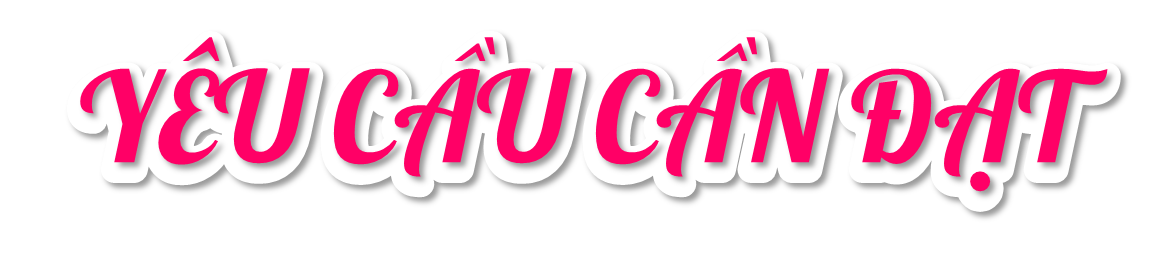 YÊU CẦU CẦN ĐẠT